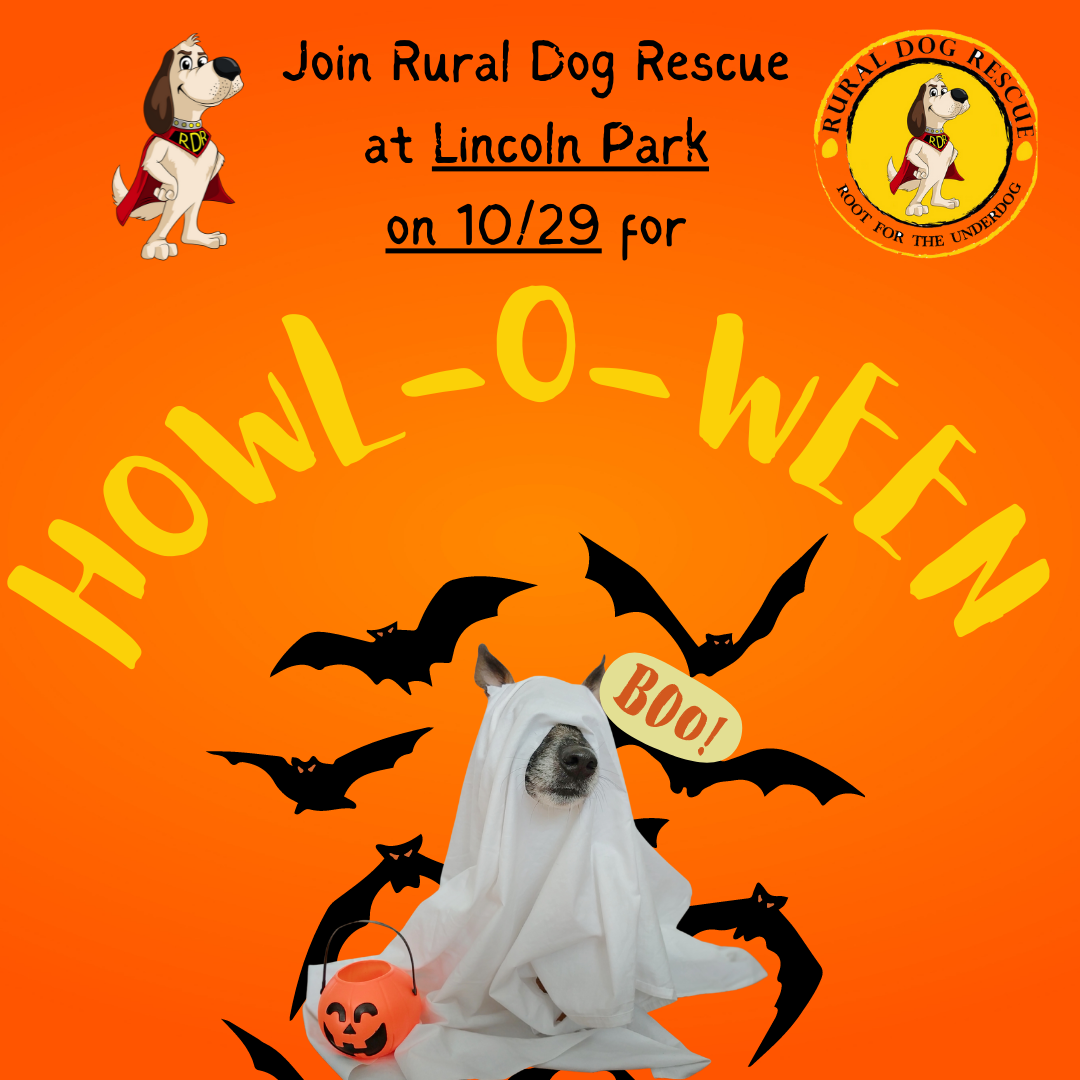 Join Rural Dog Rescue
at Lincoln Park
on 10/29 for
RDR
RURAL DOG RESCUE
RDR
ROOT FOR THE UNDERDOG
HOWL-O-WEEN
BOO!